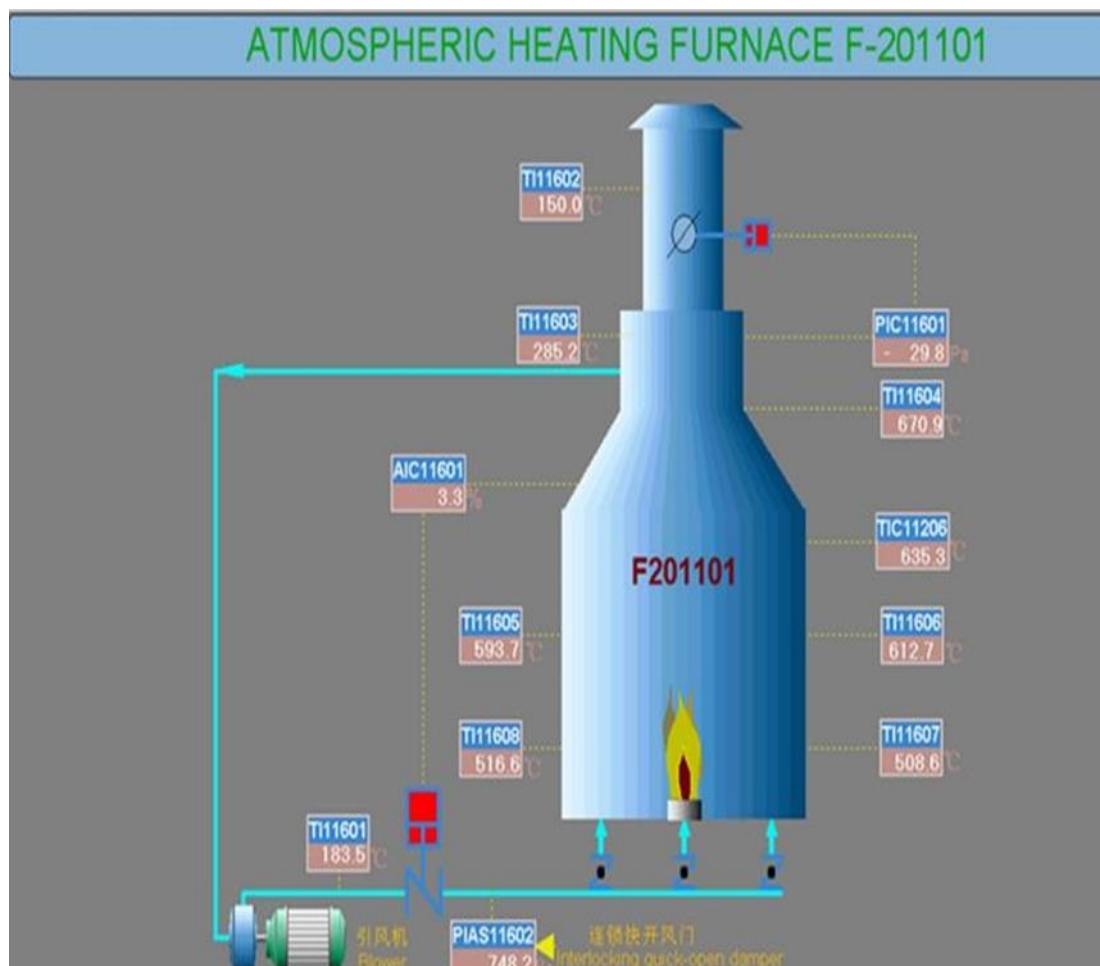 ATMOSPHERIC HEATING FURNACE F-201101
TI11602
150.0℃
TI11603
285.2℃
PIC11601
- 29.8Pa
TI11604
670.9℃
AIC11601
3.3%
TIC11206
635.3℃
F201101
TI11605
593.7℃
TI11606
612.7℃
TI11608
516.6℃
TI11607
508.6℃
TI11601
183.5℃
引风机
Blower
PIAS11602
748.2
连锁快开风门
Interlocking quick-open damper